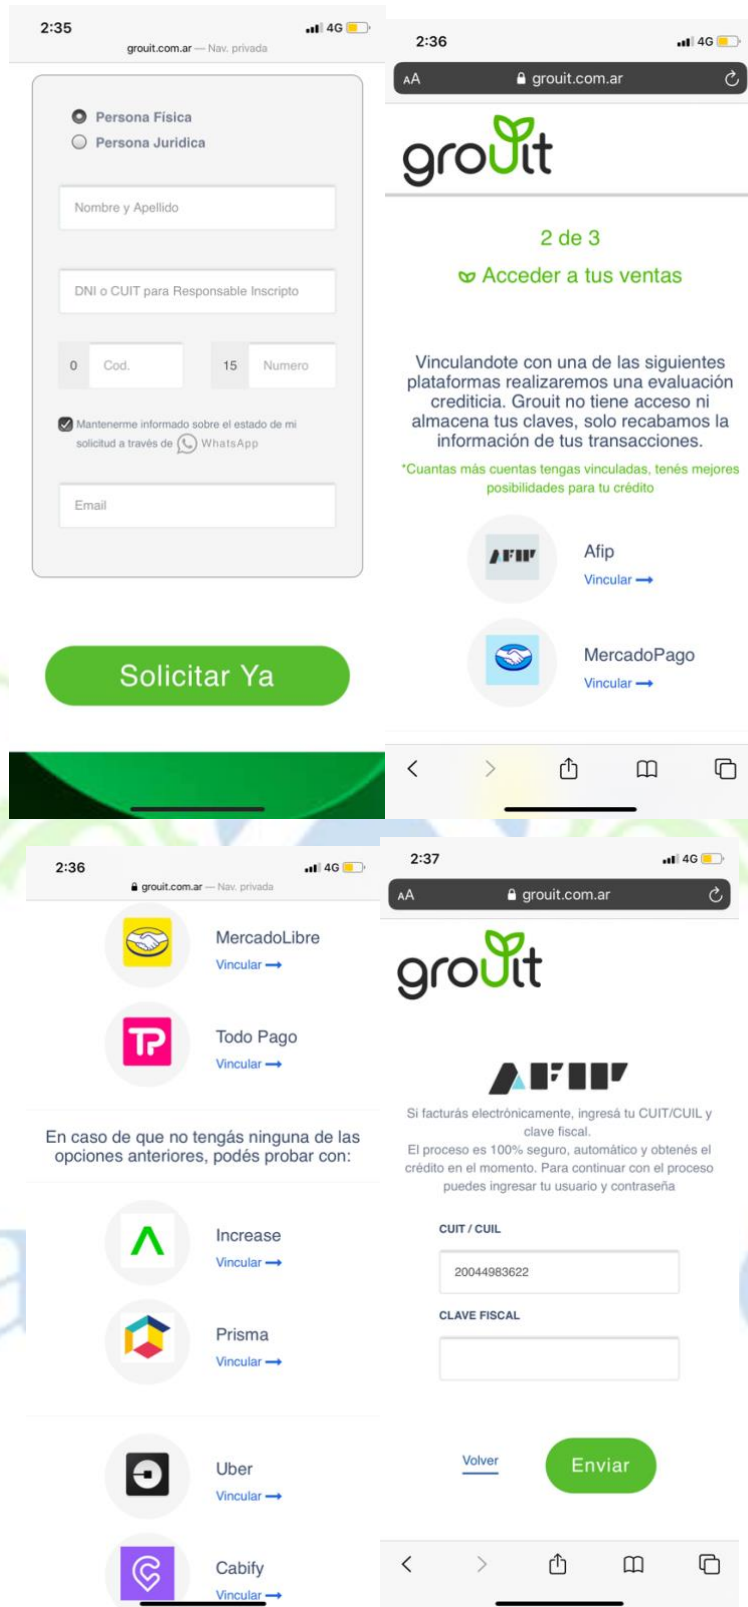 2:35
4G
grouit.com.ar — Nav. privada
Persona Física
Persona Juridica
Nombre y Apellido
DNI o CUIT para Responsable Inscripto
0 Cod. 15 Numero
Mantenerme informado sobre el estado de mi
solicitud a través de WhatsApp
Email
Solicitar Ya
2:36
4G
AA grouit.com.ar
grouit
2 de 3
Acceder a tus ventas
Vinculandote con una de las siguientes
plataformas realizaremos una evaluación
crediticia. Grouit no tiene acceso ni
almacena tus claves, solo recabamos la
información de tus transacciones.
*Cuantas más cuentas tengas vinculadas, tenés mejores
posibilidades para tu crédito
AFIP
Afip
Vincular
MercadoPago
Vincular
2:36
4G
grouit.com.ar — Nav. privada
MercadoLibre
Vincular
TP
Todo Pago
Vincular
En caso de que no tengás ninguna de las
opciones anteriores, podés probar con:
Increase
Vincular
Prisma
Vincular
Uber
Vincular
Cabify
Vincular
2:37
4G
AA grouit.com.ar
grouit
AFIP
Si facturás electrónicamente, ingresá tu CUIT/CUIL y
clave fiscal.
El proceso es 100% seguro, automático y obtenés el
crédito en el momento. Para continuar con el proceso
puedes ingresar tu usuario y contraseña
CUIT / CUIL
20044983622
CLAVE FISCAL
Volver
Enviar